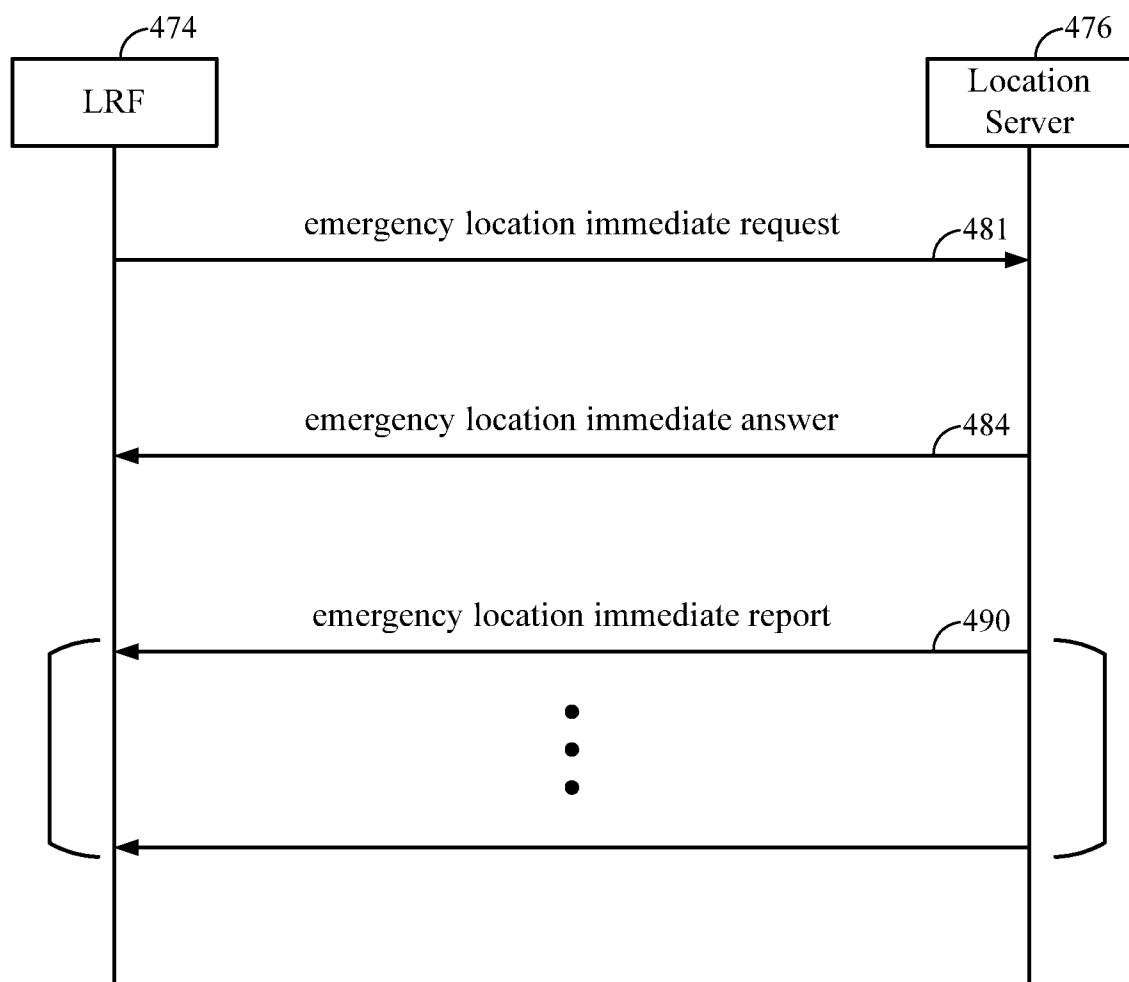 474
476
LRF
Location
Server
emergency location immediate request
481
emergency location immediate answer
484
emergency location immediate report
490